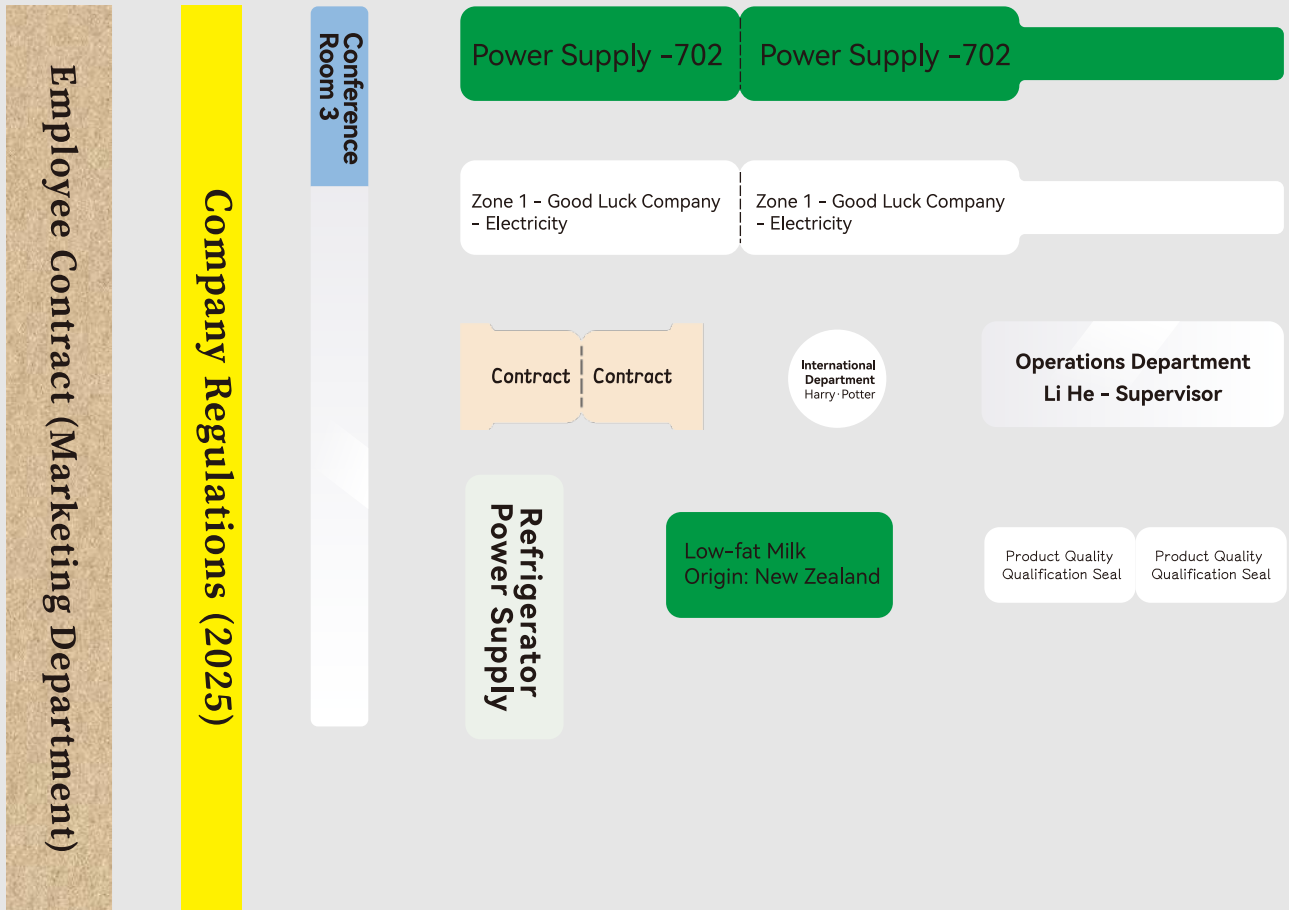 Employee Contract (Marketing Department)
Company Regulations (2025)
Conference
Room 3
Power Supply -702
Power Supply -702
Zone 1 - Good Luck Company
- Electricity
Zone 1 - Good Luck Company
- Electricity
Contract
Contract
International
Department
Harry·Potter
Operations Department
Li He - Supervisor
Refrigerator
Power Supply
Low-fat Milk
Origin: New Zealand
Product Quality
Qualification Seal
Product Quality
Qualification Seal